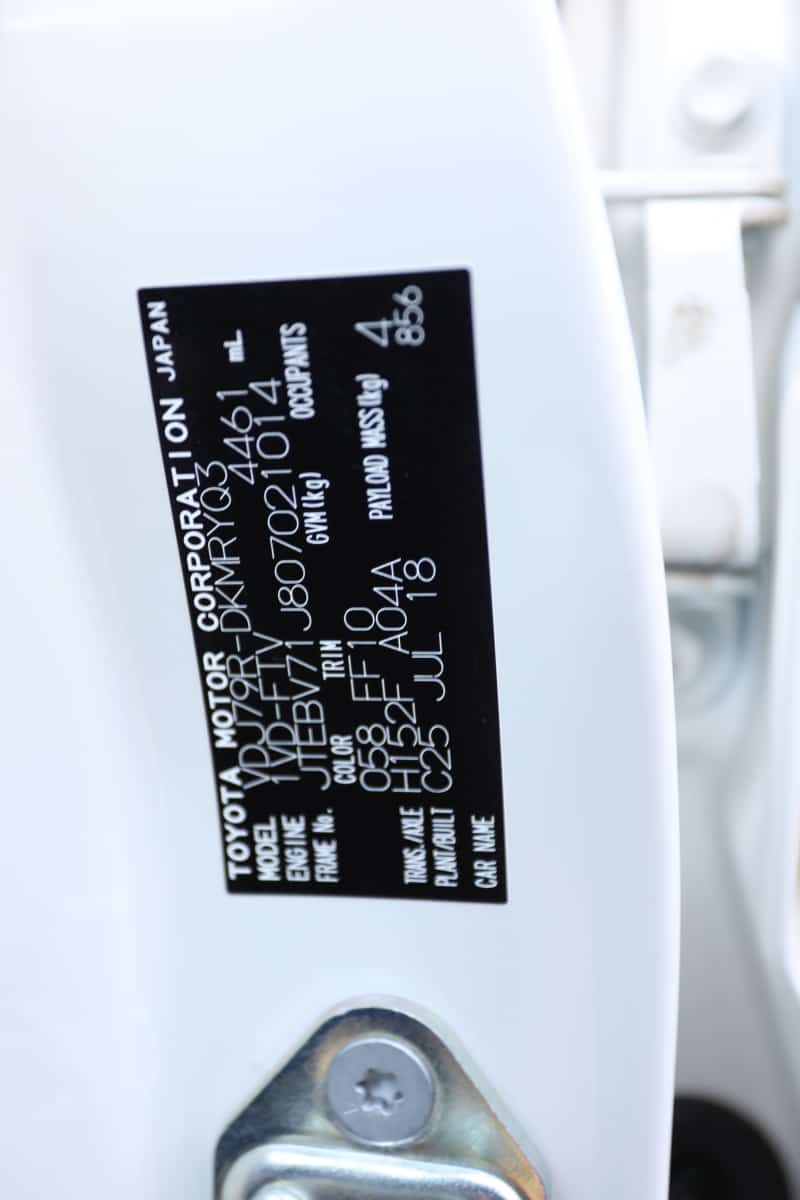 TOYOTA MOTOR CORPORATION JAPAN
MODEL VDJ79R-DKMRYQ3
ENGINE 1VD-FTV 4461 mL
FRAME No. JTEBV71J807021014
COLOR TRIM GVM(kg) OCCUPANTS
058 FF10 4
TRANS./AXLE H152F A04A PAYLOAD MASS(kg) 856
PLANT/BUILT C25 JUL 18
CAR NAME